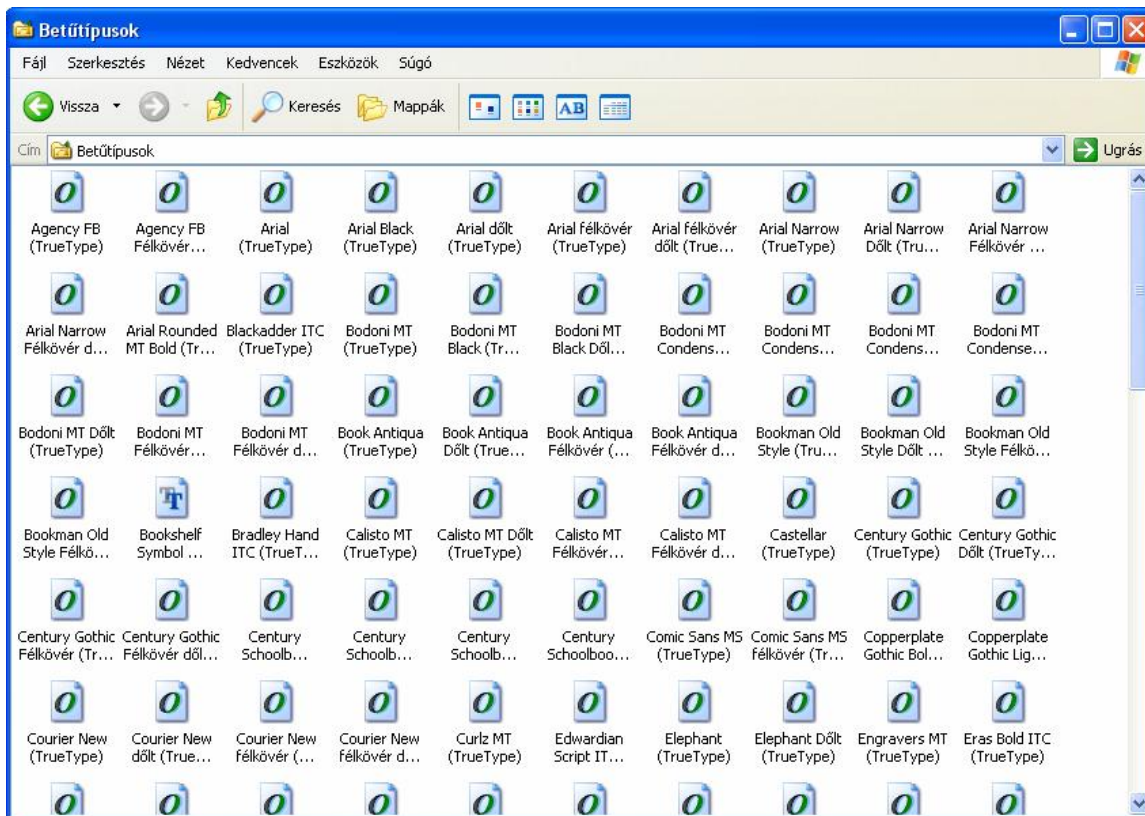 Betűtípusok
Fájl Szerkesztés Nézet Kedvencek Eszközök Súgó
Vissza Keresés Mappák AB
Cím Betűtípusok Ugrás
Agency FB Agency FB Arial Arial Black Arial dőlt Arial félkövér Arial félkövér Arial Narrow Arial Narrow Arial Narrow
(TrueType) Félkövér... (TrueType) (TrueType) (TrueType) (TrueType) dőlt (True... (TrueType) Dőlt (Tru... Félkövér ...
Arial Narrow Arial Rounded Blackadder ITC Bodoni MT Bodoni MT Bodoni MT Bodoni MT Bodoni MT Bodoni MT Bodoni MT
Félkövér d... MT Bold (Tr... (TrueType) (TrueType) Black (Tr... Black Dől... Condens... Condens... Condens... Condense...
Bodoni MT Dőlt Bodoni MT Bodoni MT Book Antiqua Book Antiqua Book Antiqua Book Antiqua Bookman Old Bookman Old Bookman Old
(TrueType) Félkövér... Félkövér d... (TrueType) Dőlt (True... Félkövér (... Félkövér d... Style (Tru... Style Dőlt ... Style Félkö...
Bookman Old Bookshelf Bradley Hand Calisto MT Calisto MT Dőlt Calisto MT Calisto MT Castellar Century Gothic Century Gothic
Style Félkö... Symbol ... ITC (TrueT... (TrueType) (TrueType) Félkövér... Félkövér d... (TrueType) (TrueType) Dőlt (TrueTy...
Century Gothic Century Gothic Century Century Century Century Comic Sans MS Comic Sans MS Copperplate Copperplate
Félkövér (Tr... Félkövér dől... Schoolb... Schoolb... Schoolb... Schoolboo... (TrueType) félkövér (Tr... Gothic Bol... Gothic Lig...
Courier New Courier New Courier New Courier New Curlz MT Edwardian Elephant Elephant Dőlt Engravers MT Eras Bold ITC
(TrueType) dőlt (True... félkövér (... félkövér d... (TrueType) Script IT... (TrueType) (TrueType) (TrueType) (TrueType)